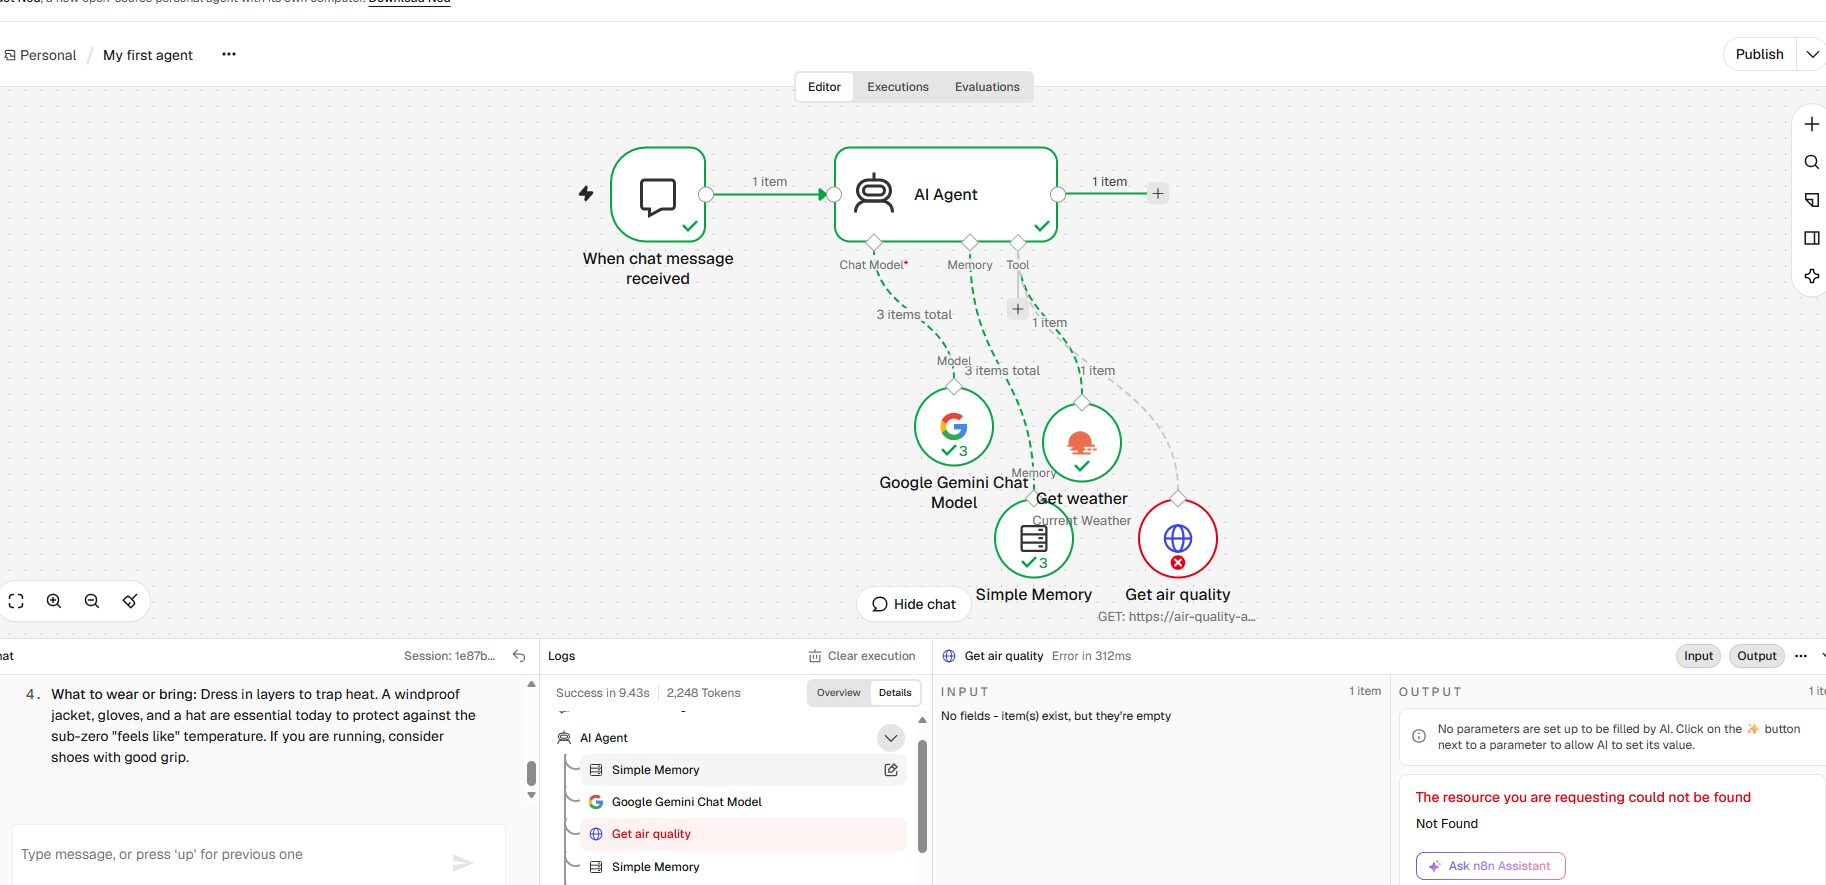 Personal / My first agent
Publish
Editor
Executions
Evaluations
1 item
AI Agent
1 item
When chat message
received
Chat Model*
Memory
Tool
3 items total
1 item
Model
3 items total
1 item
3
Google Gemini Chat
Model
Memory
Get weather
Current Weather
3
Simple Memory
Get air quality
GET: https://air-quality-a...
Hide chat
Session: 1e87b...
Logs
Clear execution
Get air quality Error in 312ms
Input
Output
4. What to wear or bring: Dress in layers to trap heat. A windproof
jacket, gloves, and a hat are essential today to protect against the
sub-zero "feels like" temperature. If you are running, consider
shoes with good grip.
Type message, or press ‘up’ for previous one
Success in 9.43s
2,248 Tokens
Overview
Details
AI Agent
Simple Memory
Google Gemini Chat Model
Get air quality
Simple Memory
INPUT
1 item
No fields - item(s) exist, but they're empty
OUTPUT
No parameters are set up to be filled by AI. Click on the ✨ button
next to a parameter to allow AI to set its value.
The resource you are requesting could not be found
Not Found
Ask n8n Assistant